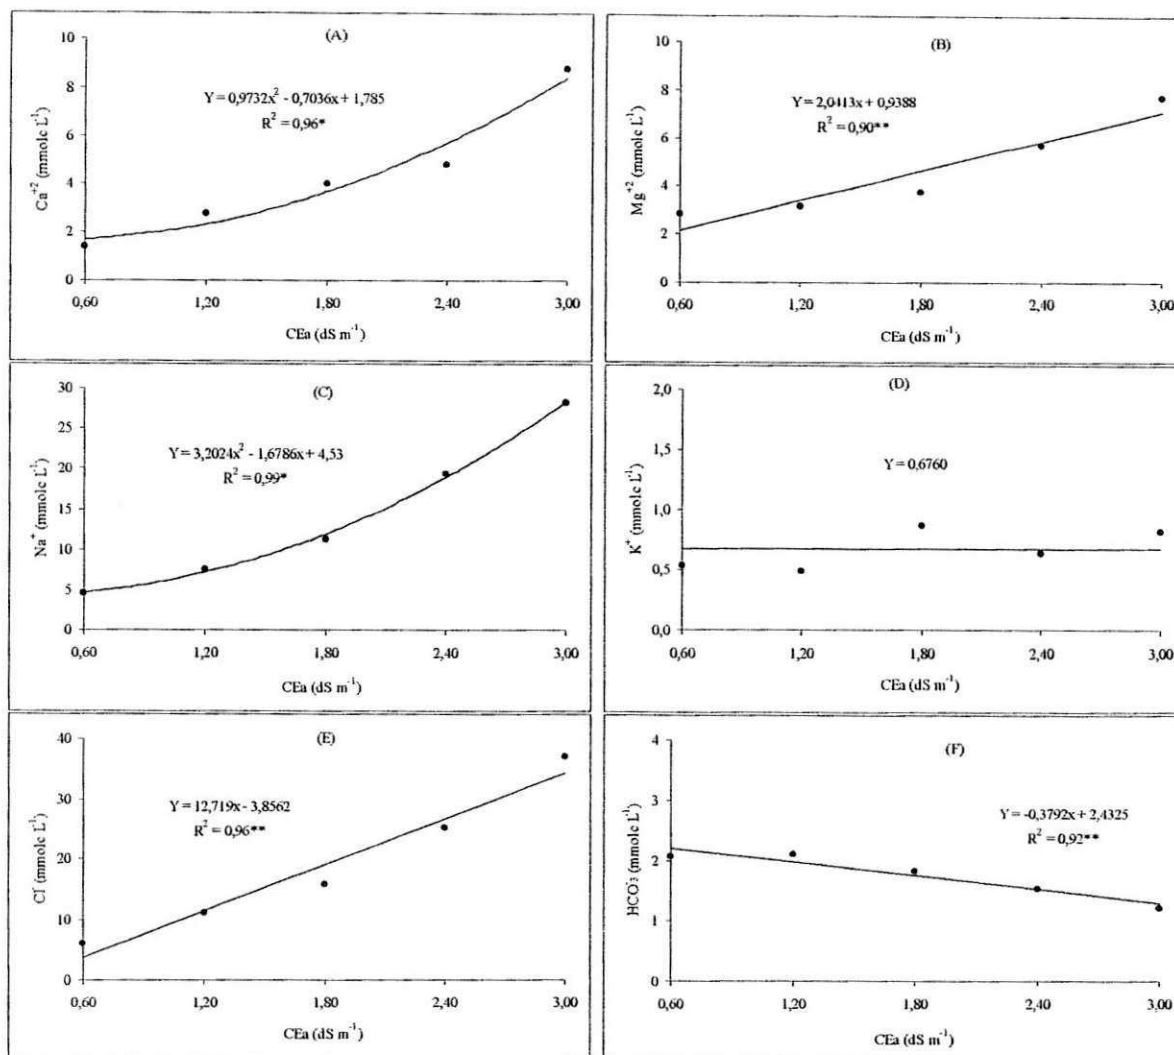 (A)
10
8
6
4
2
0
Y = 0,9732x² - 0,7036x + 1,785
R² = 0,96*
Ca⁺² (mmolc L⁻¹)
0,60 1,20 1,80 2,40 3,00
CEa (dS m⁻¹)
(B)
10
8
6
4
2
0
Y = 2,0413x + 0,9388
R² = 0,90**
Mg⁺² (mmolc L⁻¹)
0,60 1,20 1,80 2,40 3,00
CEa (dS m⁻¹)
(C)
30
25
20
15
10
5
0
Y = 3,2024x² - 1,6786x + 4,53
R² = 0,99*
Na⁺ (mmolc L⁻¹)
0,60 1,20 1,80 2,40 3,00
CEa (dS m⁻¹)
(D)
2,0
1,5
1,0
0,5
0,0
Y = 0,6760
K⁺ (mmolc L⁻¹)
0,60 1,20 1,80 2,40 3,00
CEa (dS m⁻¹)
(E)
40
30
20
10
0
Y = 12,719x - 3,8562
R² = 0,96**
Cl⁻ (mmolc L⁻¹)
0,60 1,20 1,80 2,40 3,00
CEa (dS m⁻¹)
(F)
4
3
2
1
0
Y = -0,3792x + 2,4325
R² = 0,92**
HCO⁻₃ (mmolc L⁻¹)
0,60 1,20 1,80 2,40 3,00
CEa (dS m⁻¹)